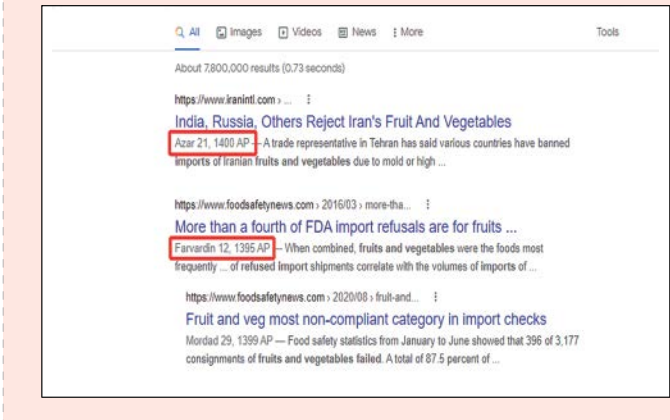 All Images Videos News More Tools
About 7,800,000 results (0.73 seconds)
https://www.iranintl.com › ...
India, Russia, Others Reject Iran's Fruit And Vegetables
Azar 21, 1400 AP — A trade representative in Tehran has said various countries have banned
imports of Iranian fruits and vegetables due to mold or high ...
https://www.foodsafetynews.com › 2016/03 › more-tha...
More than a fourth of FDA import refusals are for fruits ...
Farvardin 12, 1395 AP — When combined, fruits and vegetables were the foods most
frequently ... of refused import shipments correlate with the volumes of imports of ...
https://www.foodsafetynews.com › 2020/08 › fruit-and...
Fruit and veg most non-compliant category in import checks
Mordad 29, 1399 AP — Food safety statistics from January to June showed that 396 of 3,177
consignments of fruits and vegetables failed. A total of 87.5 percent of ...